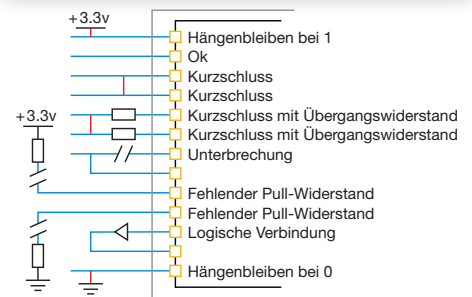 +3.3v
Hängenbleiben bei 1
Ok
Kurzschluss
Kurzschluss
+3.3v
Kurzschluss mit Übergangswiderstand
Kurzschluss mit Übergangswiderstand
Unterbrechung
Fehlender Pull-Widerstand
Fehlender Pull-Widerstand
Logische Verbindung
Hängenbleiben bei 0